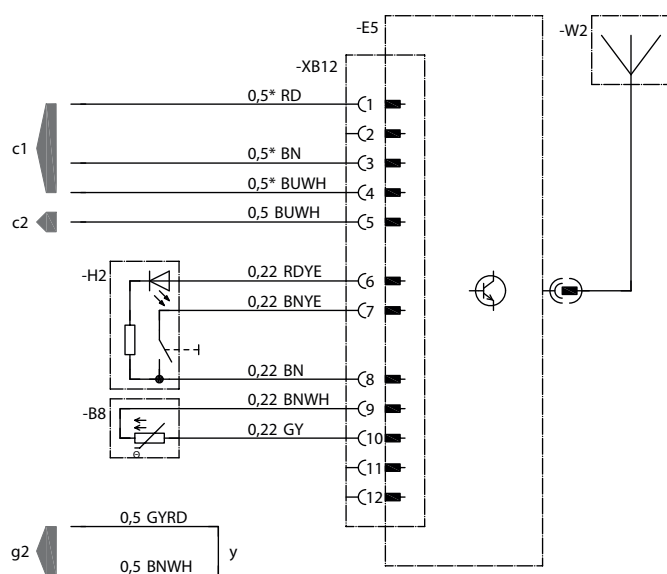 -E5
-W2
-XB12
0,5* RD
1
2
c1
0,5* BN
3
0,5* BUWH
4
c2
0,5 BUWH
5
-H2
0,22 RDYE
6
0,22 BNYE
7
0,22 BN
8
-B8
0,22 BNWH
9
0,22 GY
10
Θ
11
12
0,5 GYRD
g2
y
0,5 BNWH